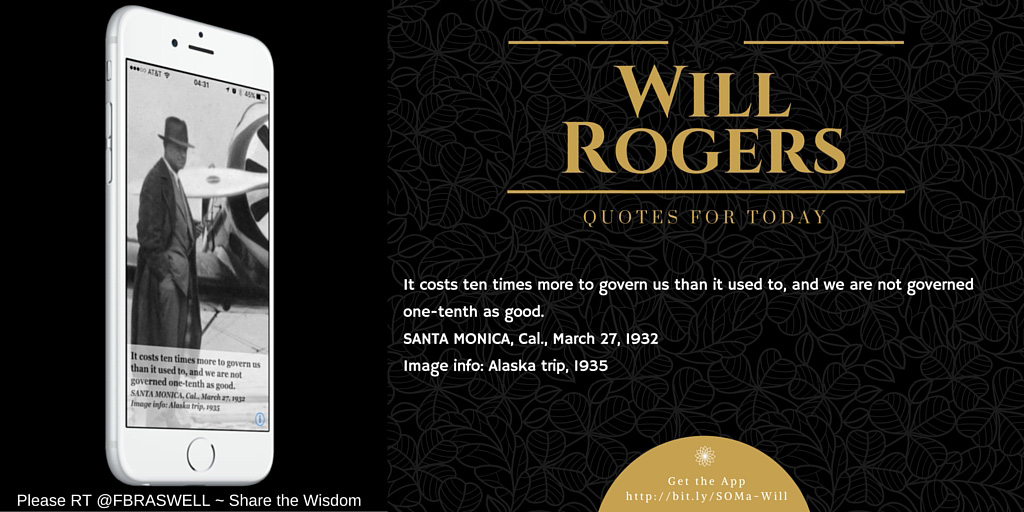 AT&T
04:31
45%
It costs ten times more to govern us
than it used to, and we are not
governed one-tenth as good.
SANTA MONICA, Cal., March 27, 1932
Image info: Alaska trip, 1935
Please RT @FBRASWELL ~ Share the Wisdom
WILL
ROGERS
QUOTES FOR TODAY
It costs ten times more to govern us than it used to, and we are not governed
one-tenth as good.
SANTA MONICA, Cal., March 27, 1932
Image info: Alaska trip, 1935
Get the App
http://bit.ly/SOMa-Will